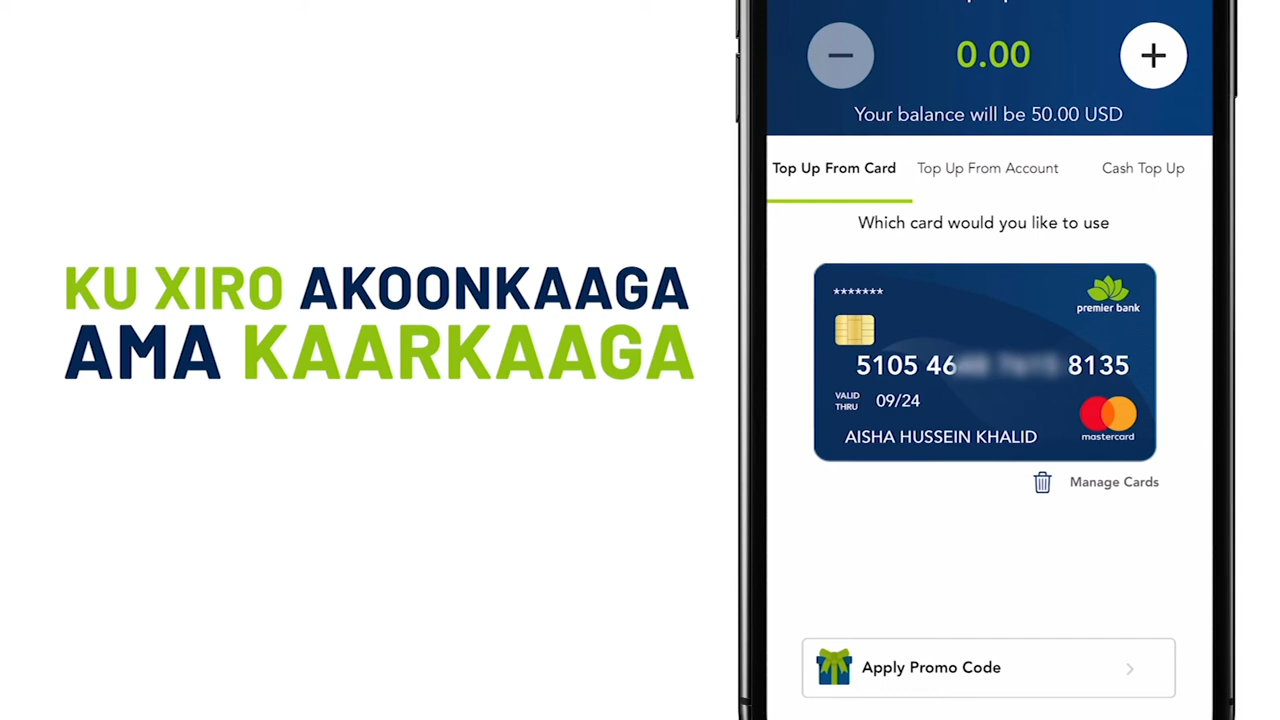 0.00
Your balance will be 50.00 USD
Top Up From Card Top Up From Account Cash Top Up
Which card would you like to use
KU XIRO AKOONKAAGA
AMA KAARKAAGA
*******
premier bank
5105 46 8135
VALID THRU 09/24
AISHA HUSSEIN KHALID
mastercard
Manage Cards
Apply Promo Code